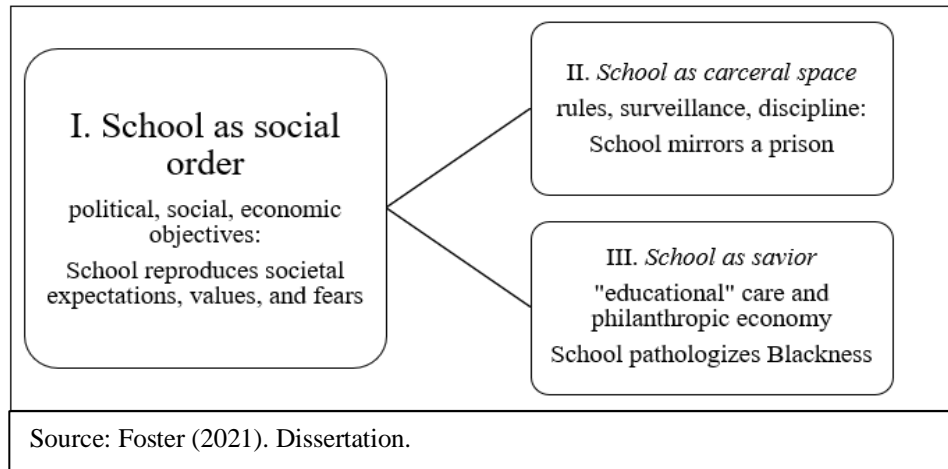 I. School as social
order
political, social, economic
objectives:
School reproduces societal
expectations, values, and fears
II. School as carceral space
rules, surveillance, discipline:
School mirrors a prison
III. School as savior
"educational" care and
philanthropic economy
School pathologizes Blackness
Source: Foster (2021). Dissertation.